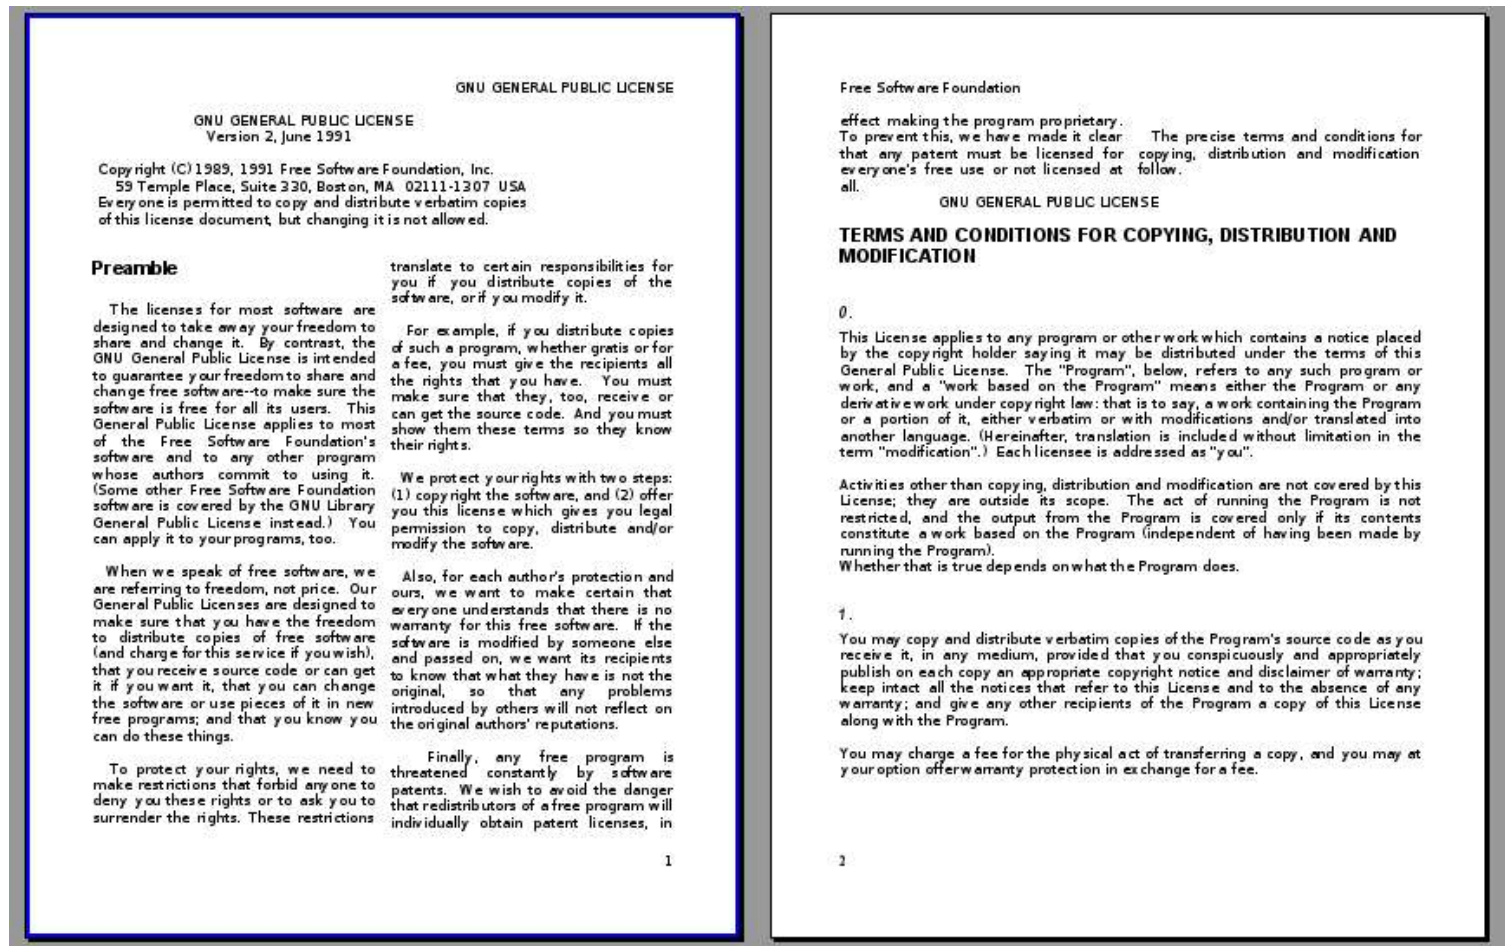 GNU GENERAL PUBLIC LICENSE
GNU GENERAL PUBLIC LICENSE
Version 2, June 1991
Copyright (C) 1989, 1991 Free Software Foundation, Inc.
59 Temple Place, Suite 330, Boston, MA 02111-1307 USA
Everyone is permitted to copy and distribute verbatim copies
of this license document, but changing it is not allowed.
Preamble
The licenses for most software are
designed to take away your freedom to
share and change it. By contrast, the
GNU General Public License is intended
to guarantee your freedom to share and
change free software--to make sure the
software is free for all its users. This
General Public License applies to most
of the Free Software Foundation's
software and to any other program
whose authors commit to using it.
(Some other Free Software Foundation
software is covered by the GNU Library
General Public License instead.) You
can apply it to your programs, too.
When we speak of free software, we
are referring to freedom, not price. Our
General Public Licenses are designed to
make sure that you have the freedom
to distribute copies of free software
(and charge for this service if you wish),
that you receive source code or can get
it if you want it, that you can change
the software or use pieces of it in new
free programs; and that you know you
can do these things.
To protect your rights, we need to
make restrictions that forbid anyone to
deny you these rights or to ask you to
surrender the rights. These restrictions
translate to certain responsibilities for
you if you distribute copies of the
software, or if you modify it.
For example, if you distribute copies
of such a program, whether gratis or for
a fee, you must give the recipients all
the rights that you have. You must
make sure that they, too, receive or
can get the source code. And you must
show them these terms so they know
their rights.
We protect your rights with two steps:
(1) copyright the software, and (2) offer
you this license which gives you legal
permission to copy, distribute and/or
modify the software.
Also, for each author's protection and
ours, we want to make certain that
everyone understands that there is no
warranty for this free software. If the
software is modified by someone else
and passed on, we want its recipients
to know that what they have is not the
original, so that any problems
introduced by others will not reflect on
the original authors' reputations.
Finally, any free program is
threatened constantly by software
patents. We wish to avoid the danger
that redistributors of a free program will
individually obtain patent licenses, in
1
Free Software Foundation
effect making the program proprietary.
To prevent this, we have made it clear
that any patent must be licensed for
everyone's free use or not licensed at
all.
The precise terms and conditions for
copying, distribution and modification
follow.
GNU GENERAL PUBLIC LICENSE
TERMS AND CONDITIONS FOR COPYING, DISTRIBUTION AND
MODIFICATION
0.
This License applies to any program or other work which contains a notice placed
by the copyright holder saying it may be distributed under the terms of this
General Public License. The "Program", below, refers to any such program or
work, and a "work based on the Program" means either the Program or any
derivative work under copyright law: that is to say, a work containing the Program
or a portion of it, either verbatim or with modifications and/or translated into
another language. (Hereinafter, translation is included without limitation in the
term "modification".) Each licensee is addressed as "you".
Activities other than copying, distribution and modification are not covered by this
License; they are outside its scope. The act of running the Program is not
restricted, and the output from the Program is covered only if its contents
constitute a work based on the Program (independent of having been made by
running the Program).
Whether that is true depends on what the Program does.
1.
You may copy and distribute verbatim copies of the Program's source code as you
receive it, in any medium, provided that you conspicuously and appropriately
publish on each copy an appropriate copyright notice and disclaimer of warranty;
keep intact all the notices that refer to this License and to the absence of any
warranty; and give any other recipients of the Program a copy of this License
along with the Program.
You may charge a fee for the physical act of transferring a copy, and you may at
your option offer warranty protection in exchange for a fee.
2